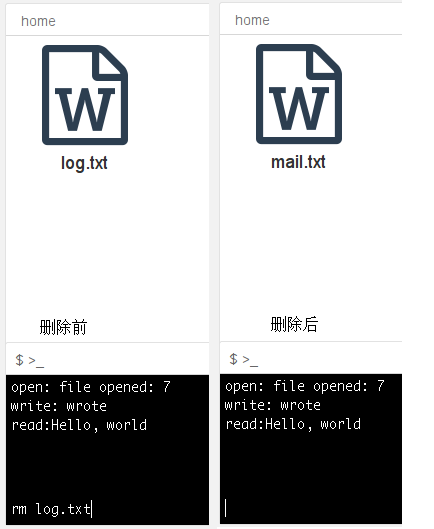 home
W
log.txt
删除前
$ >_
open: file opened: 7
write: wrote
read:Hello, world
rm log.txt
home
W
mail.txt
删除后
$ >_
open: file opened: 7
write: wrote
read:Hello, world